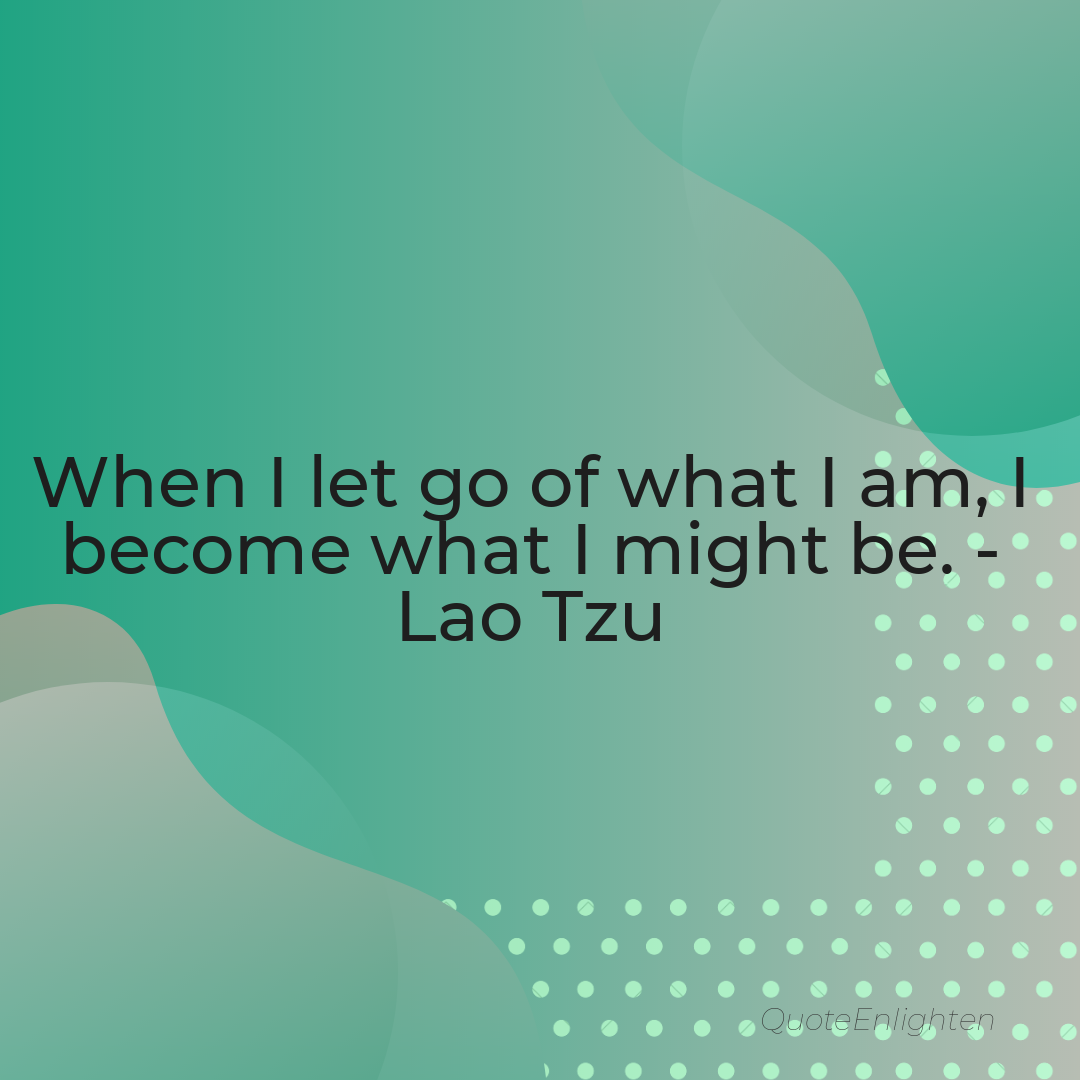 When I let go of what I am, I
become what I might be. -
Lao Tzu
QuoteEnlighten